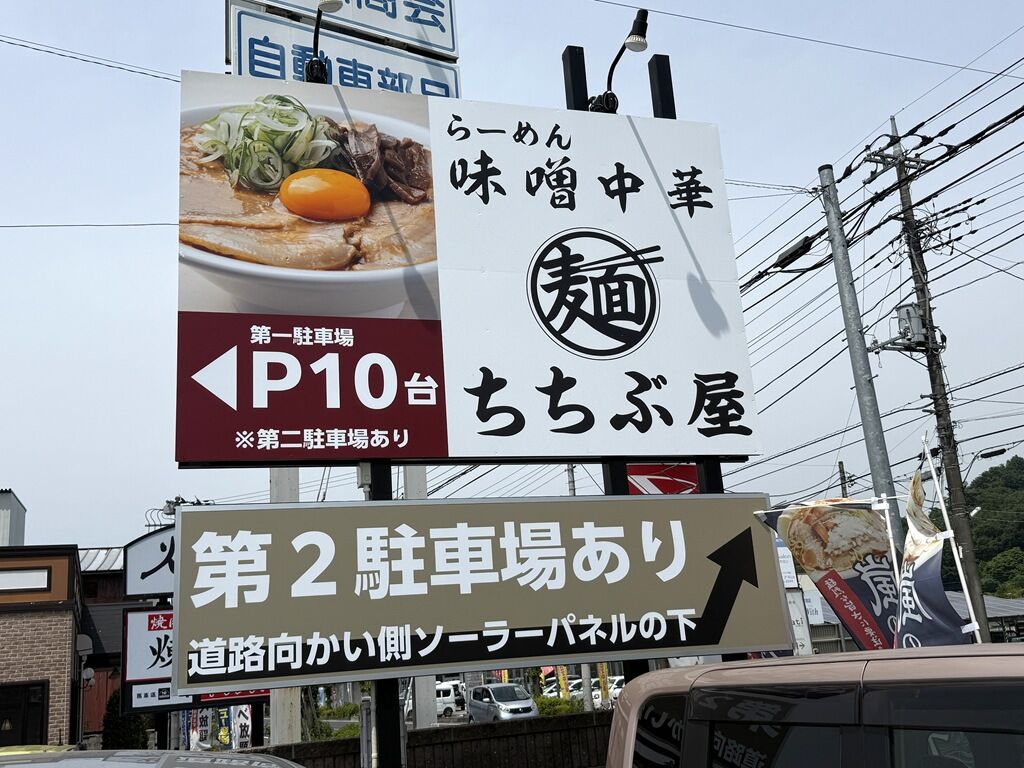 自動車部品
らーめん
味噌中華
麺
ちちぶ屋
第一駐車場
P10台
※第二駐車場あり
第2駐車場あり
道路向かい側ソーラーパネルの下